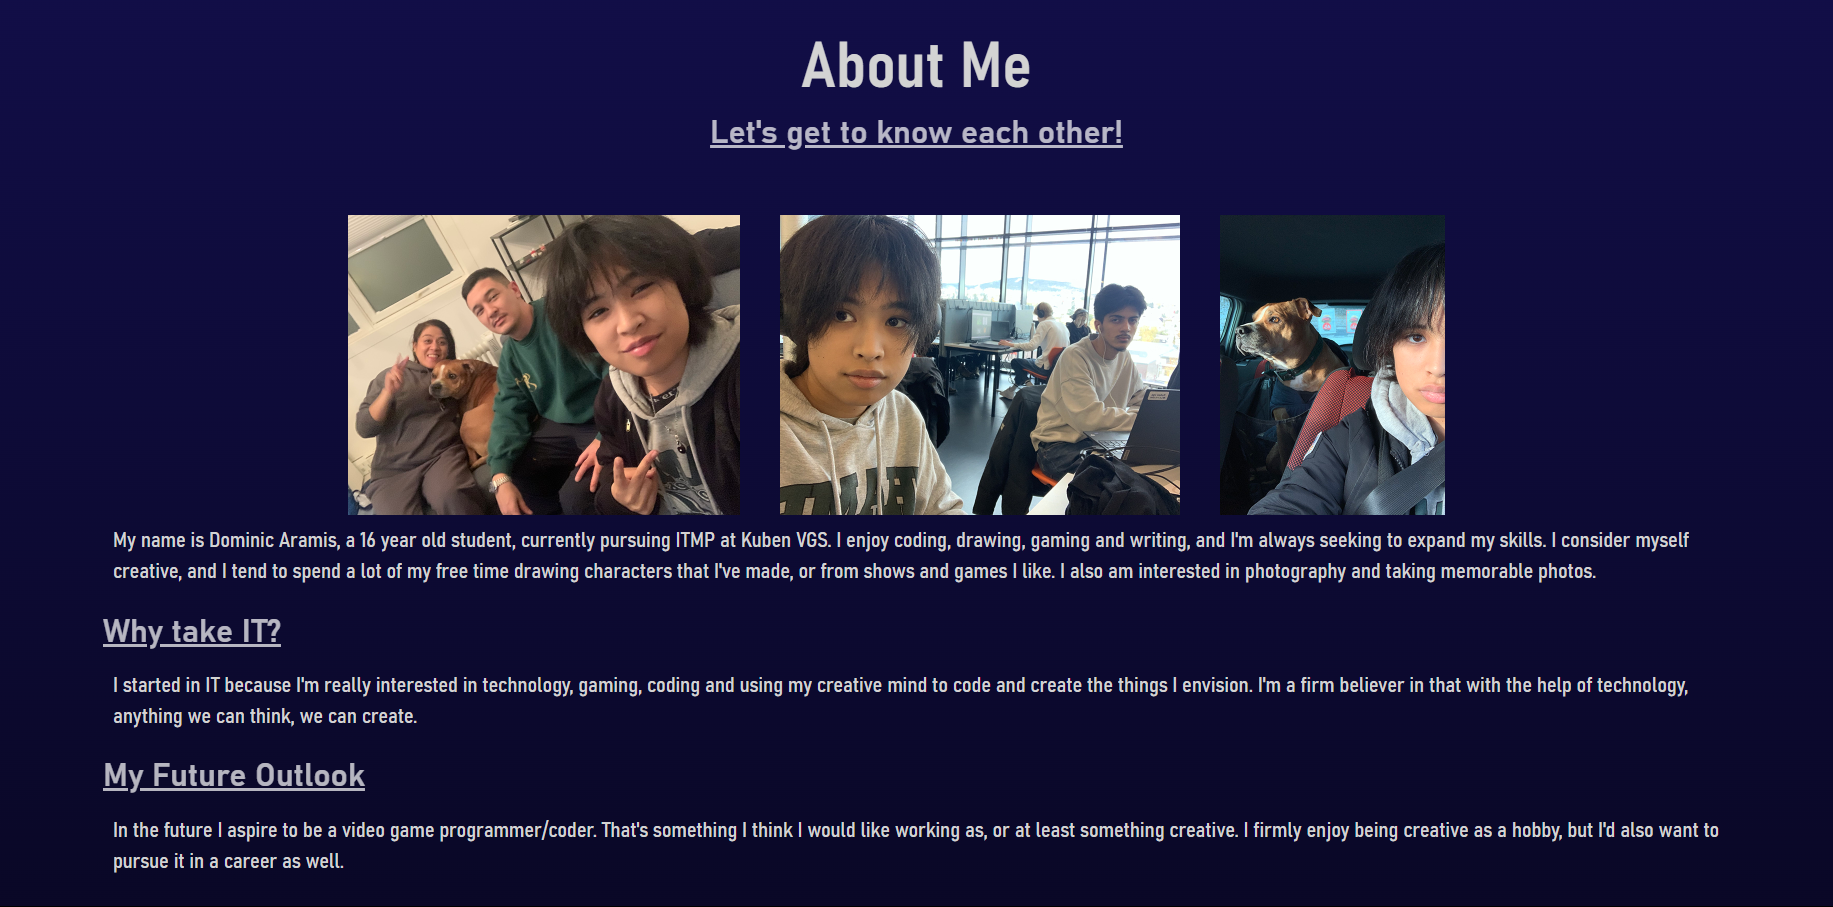 About Me
Let's get to know each other!
My name is Dominic Aramis, a 16 year old student, currently pursuing ITMP at Kuben VGS. I enjoy coding, drawing, gaming and writing, and I'm always seeking to expand my skills. I consider myself
creative, and I tend to spend a lot of my free time drawing characters that I've made, or from shows and games I like. I also am interested in photography and taking memorable photos.
Why take IT?
I started in IT because I'm really interested in technology, gaming, coding and using my creative mind to code and create the things I envision. I'm a firm believer in that with the help of technology,
anything we can think, we can create.
My Future Outlook
In the future I aspire to be a video game programmer/coder. That's something I think I would like working as, or at least something creative. I firmly enjoy being creative as a hobby, but I'd also want to
pursue it in a career as well.